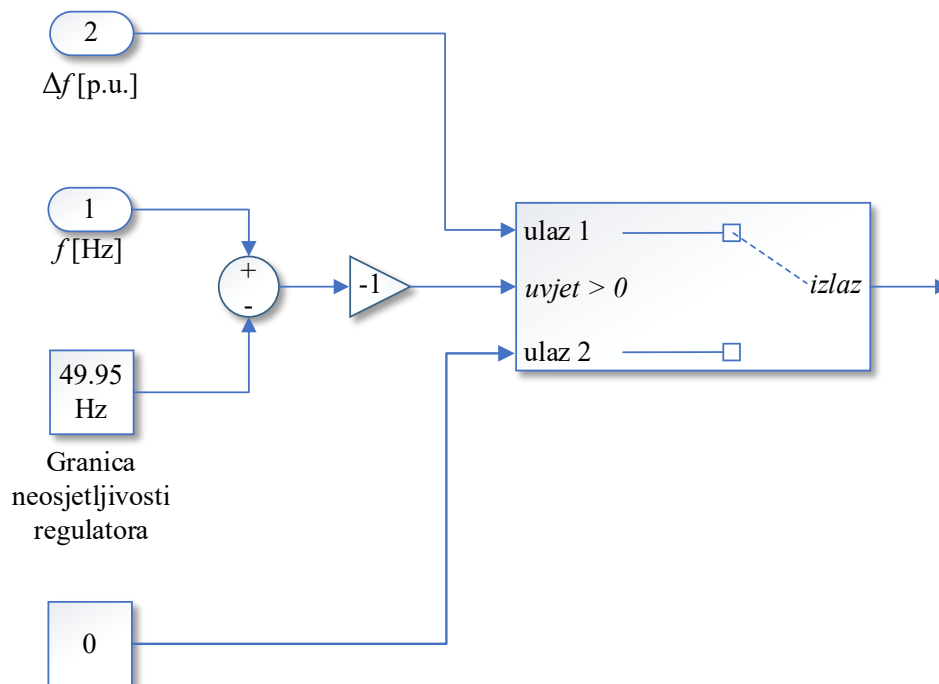 2
Δf [p.u.]
1
f [Hz]
+
-
-1
49.95
Hz
Granica
neosjetljivosti
regulatora
0
ulaz 1
uvjet > 0
izlaz
ulaz 2